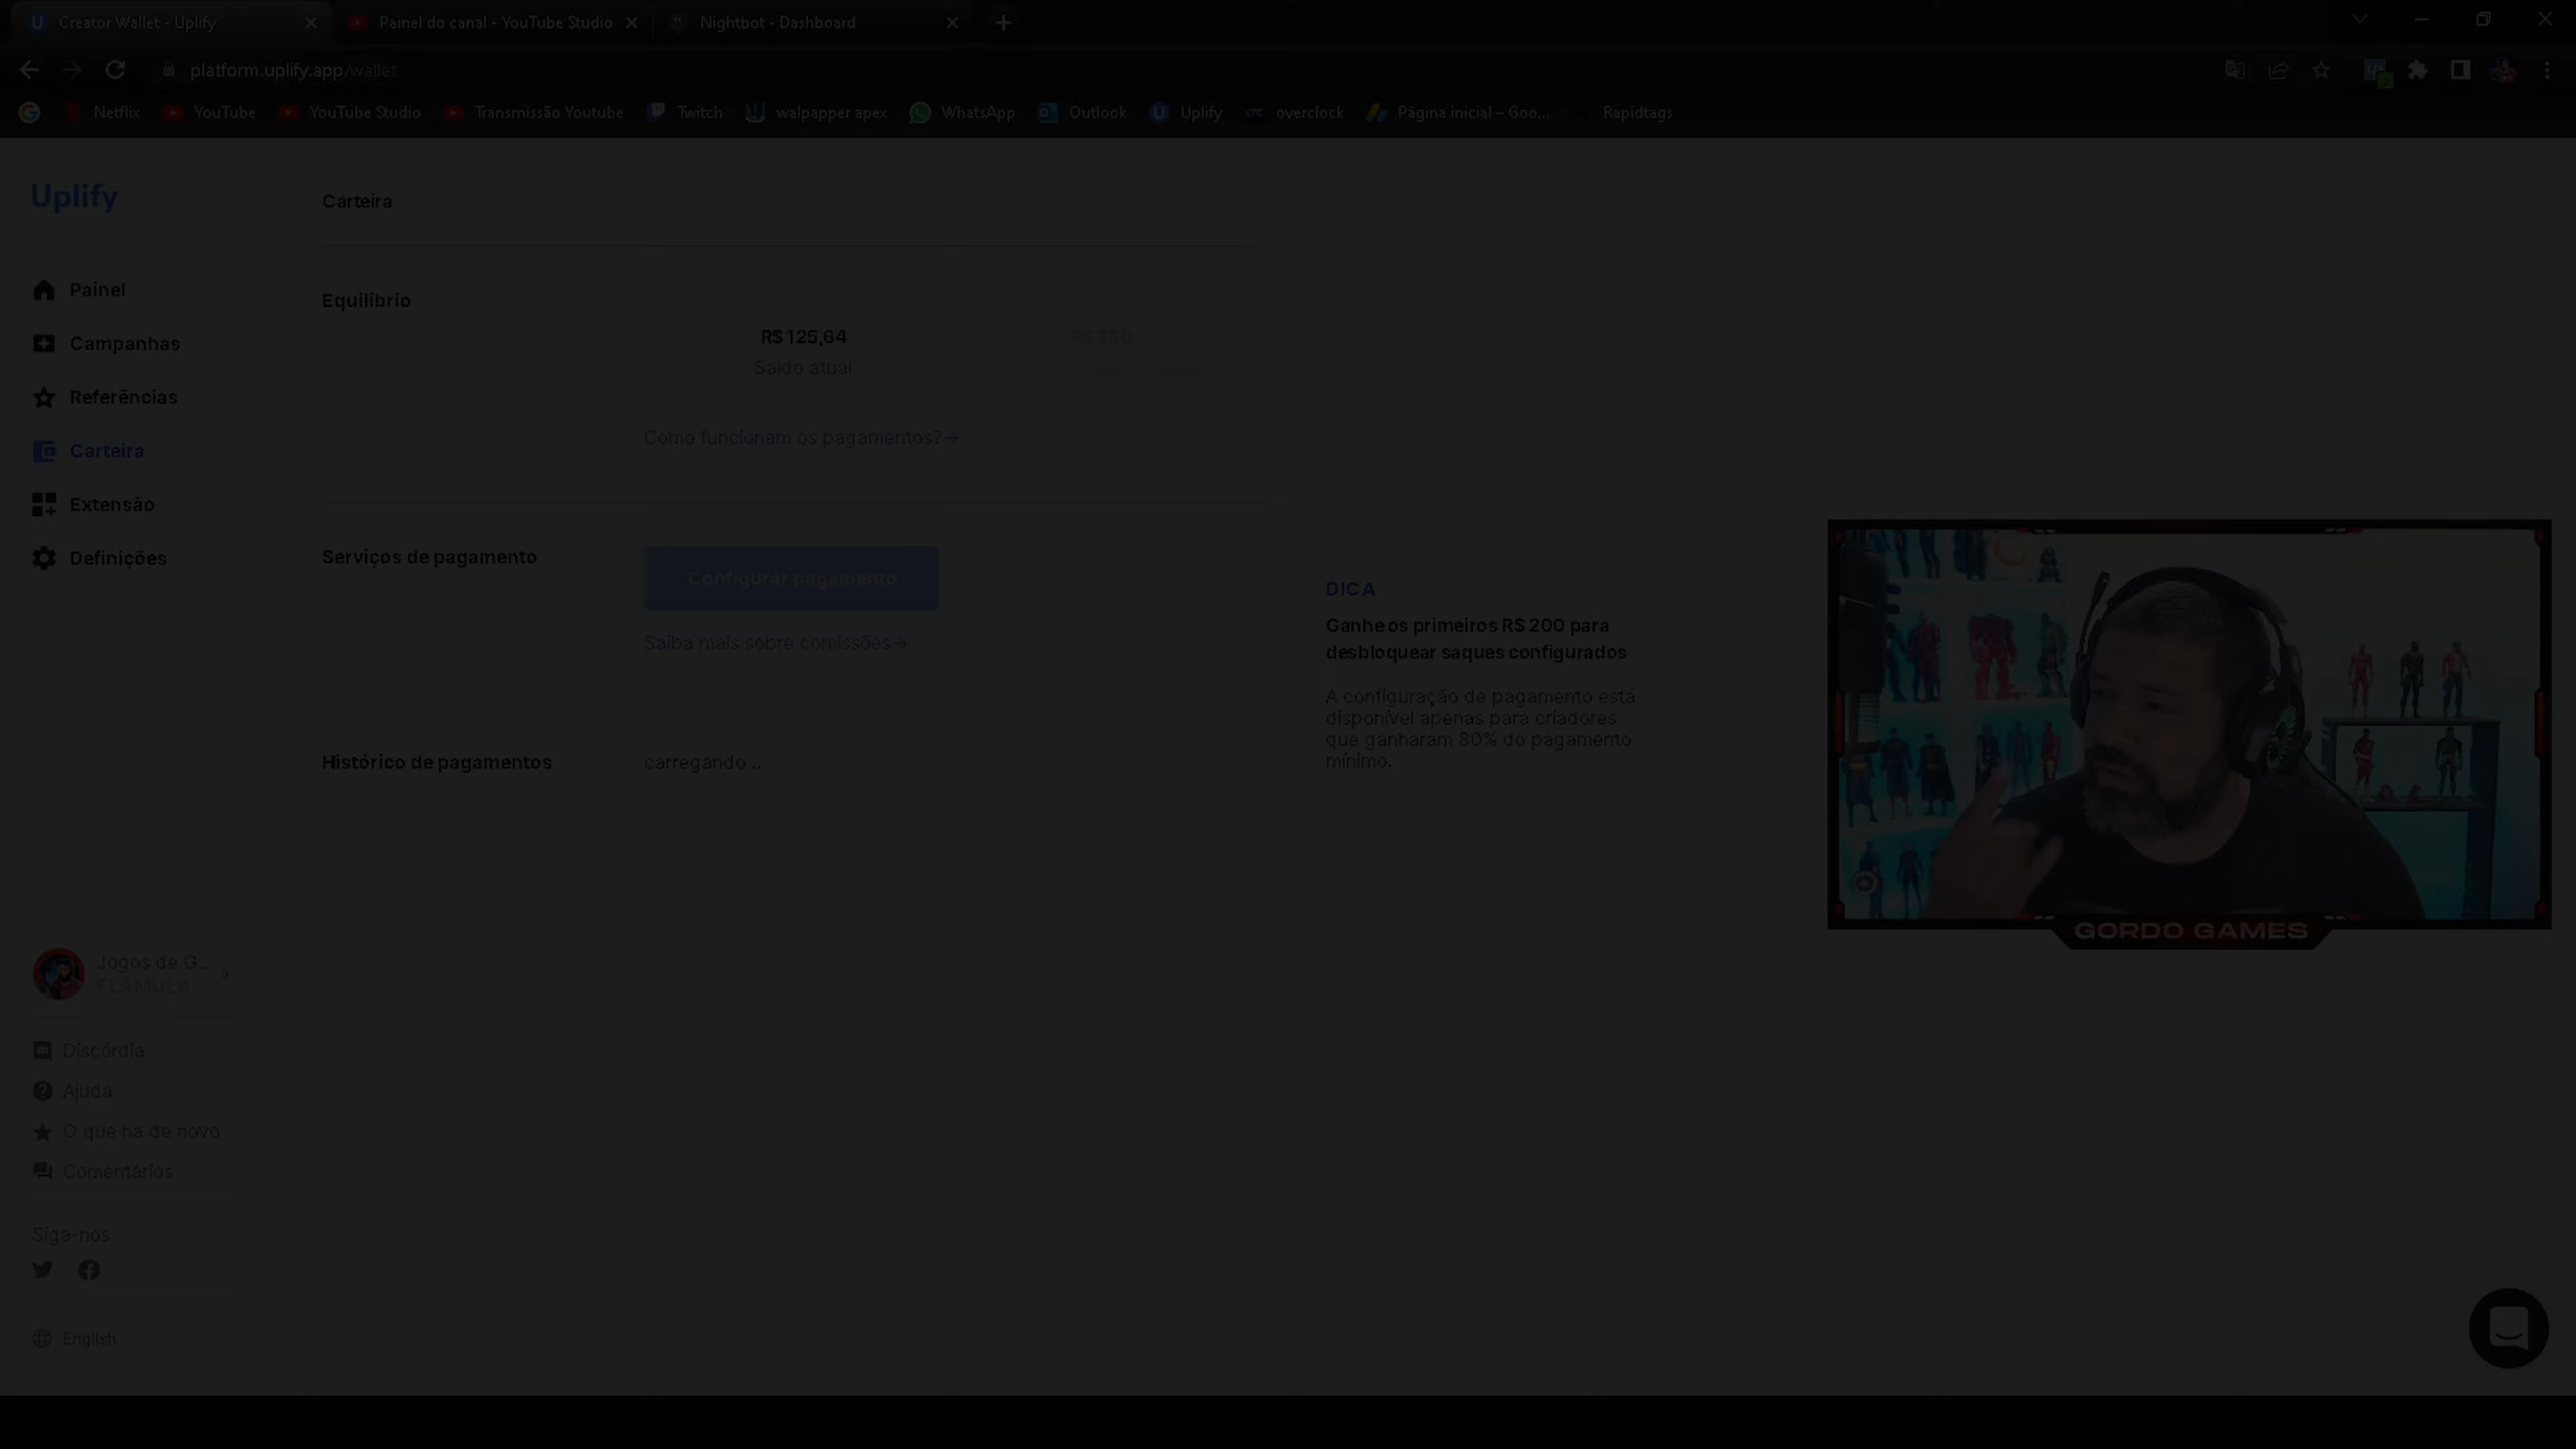 Creator Wallet - Uplify
Painel do canal - YouTube Studio
Nightbot - Dashboard
platform.uplify.app/wallet
Netflix
YouTube
YouTube Studio
Transmissão Youtube
Twitch
walpapper apex
WhatsApp
Outlook
Uplify
overclock
Página inicial – Goo...
Rapidtags
Uplify
Painel
Campanhas
Referências
Carteira
Extensão
Definições
Carteira
Equilíbrio
R$ 125,64
Saldo atual
R$ 250
Como funcionam os pagamentos?→
Serviços de pagamento
Configurar pagamento
Saiba mais sobre comissões→
Histórico de pagamentos
carregando ..
DICA
Ganhe os primeiros R$ 200 para
desbloquear saques configurados
A configuração de pagamento está
disponível apenas para criadores
que ganharam 80% do pagamento
mínimo.
GORDO GAMES
Jogos de G...
FLAMULA
Discórdia
Ajuda
O que há de novo
Comentários
Siga-nos
English